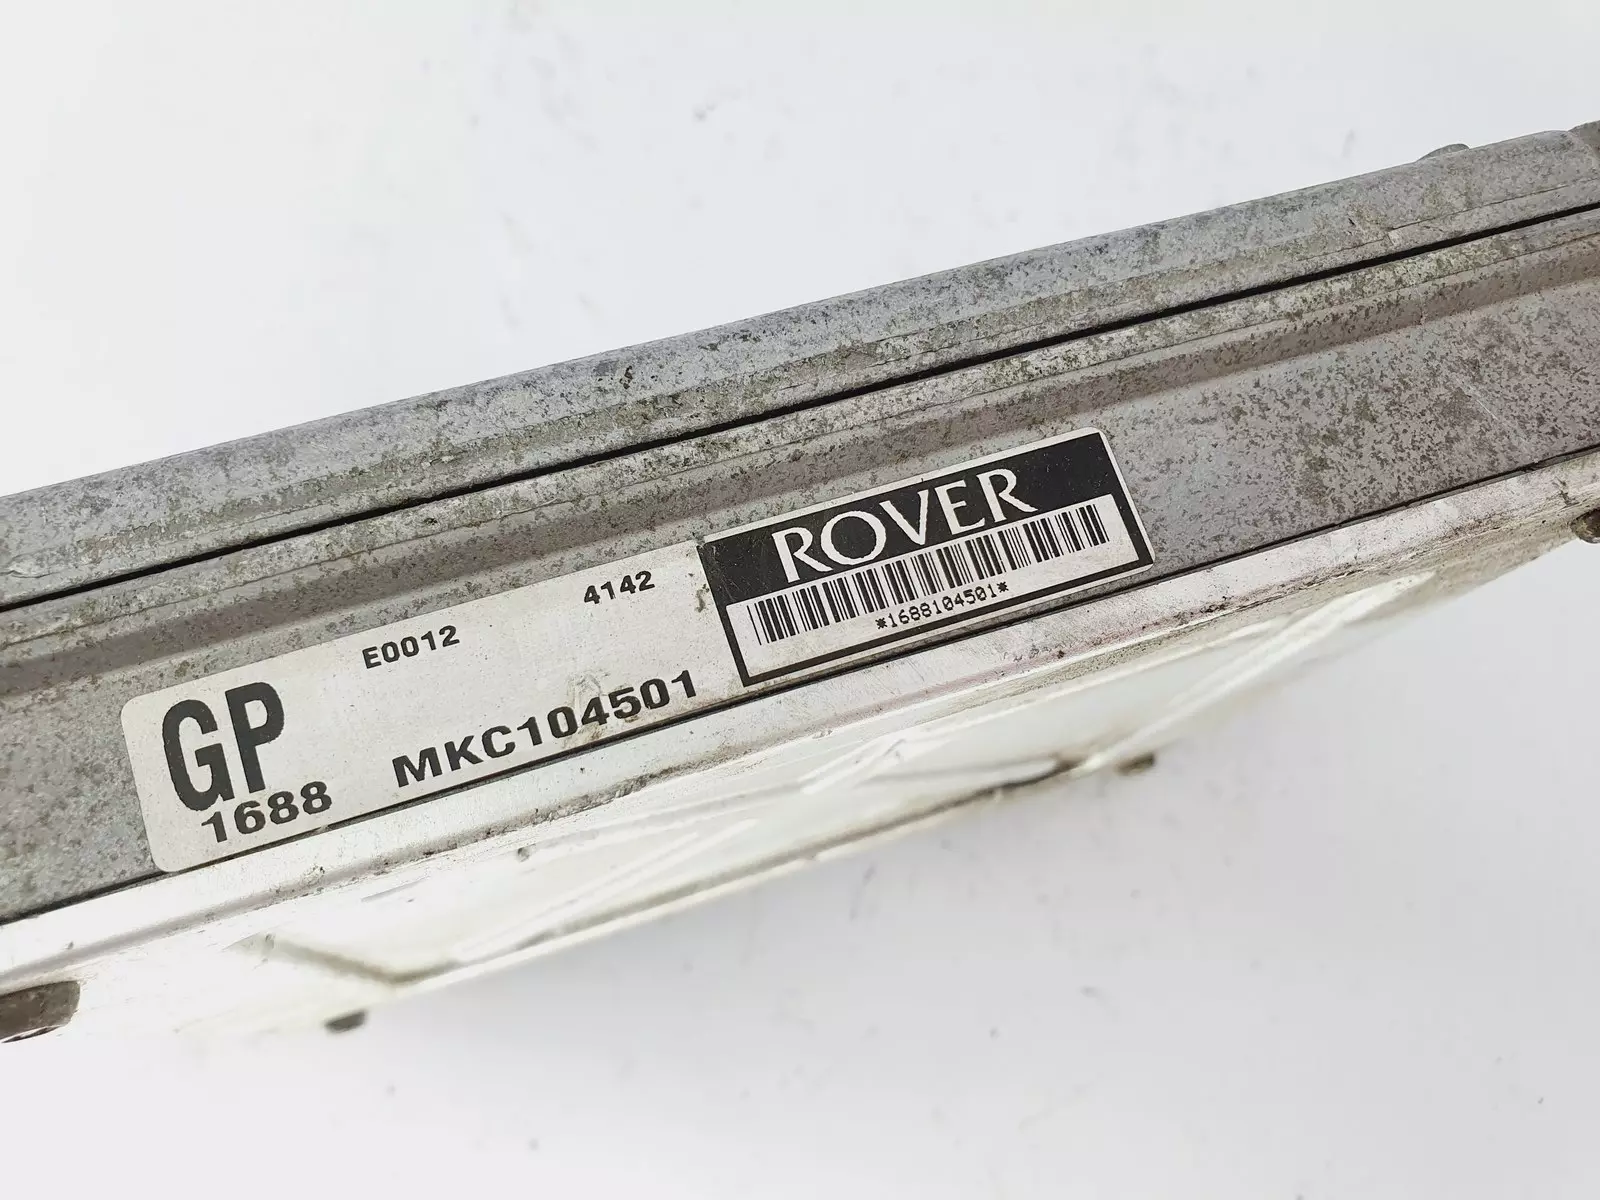 E0012
4142
GP
1688
MKC104501
ROVER
*1688104501*